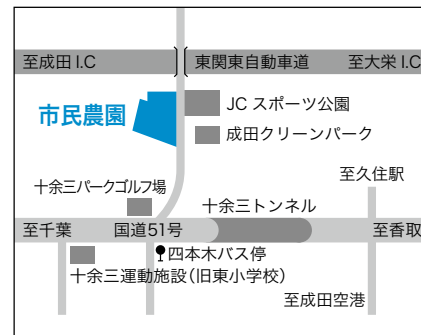 至成田 I.C
東関東自動車道
至大栄 I.C
市民農園
JC スポーツ公園
成田クリーンパーク
至久住駅
十余三パークゴルフ場
十余三トンネル
至千葉
国道51号
至香取
四本木バス停
十余三運動施設(旧東小学校)
至成田空港